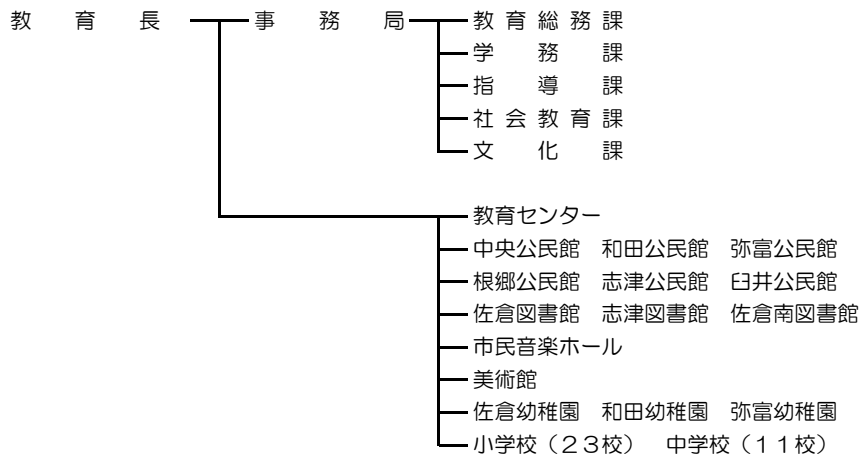 教育長 事務局 教育総務課
学務課
指導課
社会教育課
文化課
教育センター
中央公民館 和田公民館 弥富公民館
根郷公民館 志津公民館 臼井公民館
佐倉図書館 志津図書館 佐倉南図書館
市民音楽ホール
美術館
佐倉幼稚園 和田幼稚園 弥富幼稚園
小学校（２３校） 中学校（１１校）